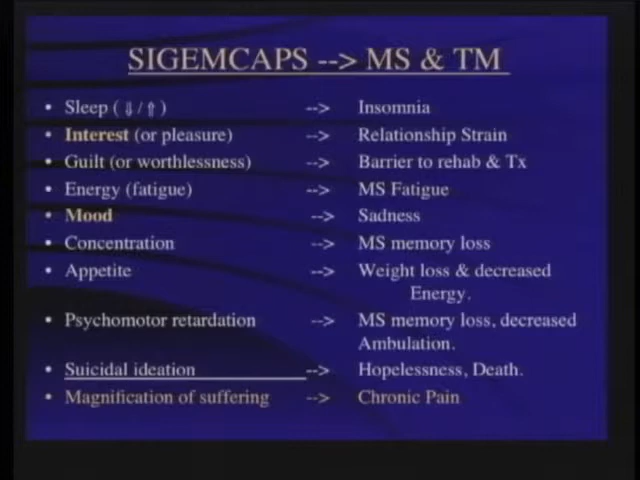 SIGEMCAPS --> MS & TM
• Sleep ( ⇓ / ⇑ ) --> Insomnia
• Interest (or pleasure) --> Relationship Strain
• Guilt (or worthlessness) --> Barrier to rehab & Tx
• Energy (fatigue) --> MS Fatigue
• Mood --> Sadness
• Concentration --> MS memory loss
• Appetite --> Weight loss & decreased
Energy.
• Psychomotor retardation --> MS memory loss, decreased
Ambulation.
• Suicidal ideation --> Hopelessness, Death.
• Magnification of suffering --> Chronic Pain